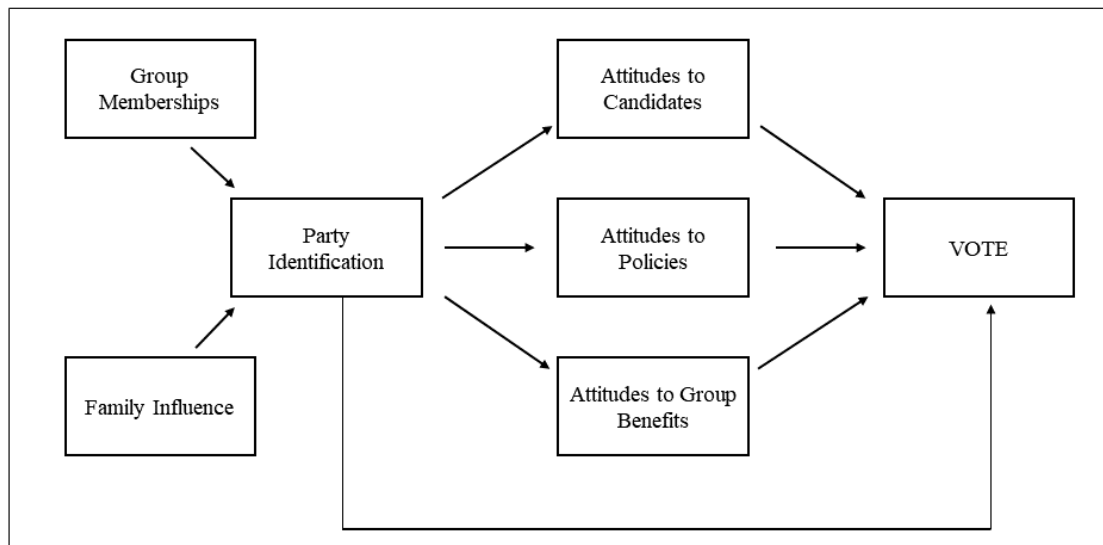 Group
Memberships
Attitudes to
Candidates
Party
Identification
Attitudes to
Policies
VOTE
Family Influence
Attitudes to Group
Benefits